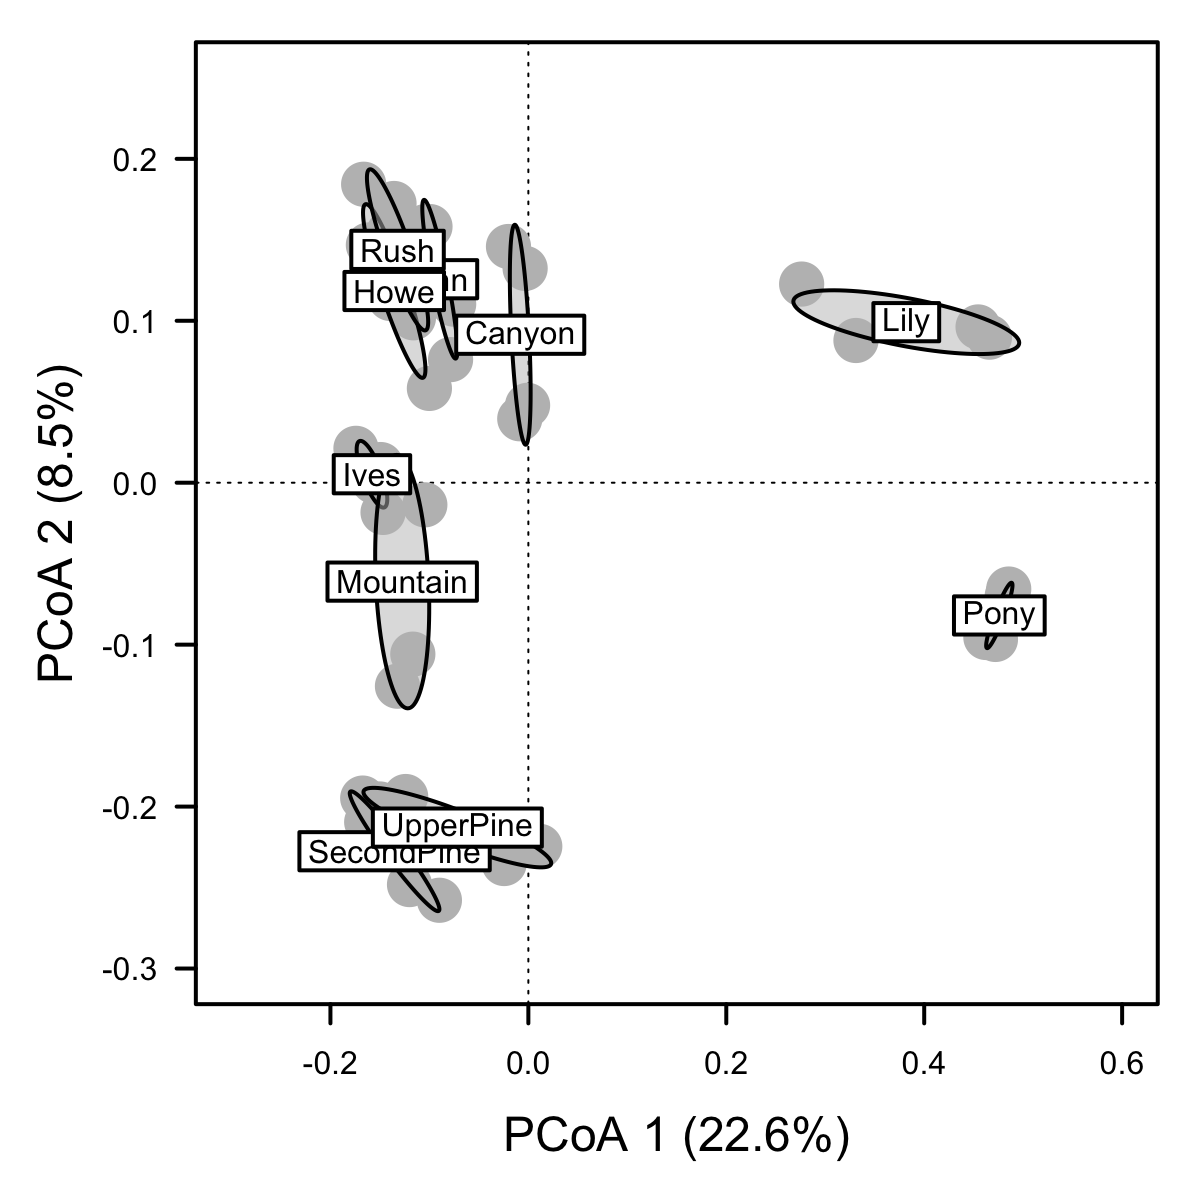 0.2
0.1
0.0
-0.1
-0.2
-0.3
PCoA 2 (8.5%)
Rush
Howe
Canyon
Lily
Ives
Mountain
Pony
UpperPine
SecondPine
-0.2
0.0
0.2
0.4
0.6
PCoA 1 (22.6%)